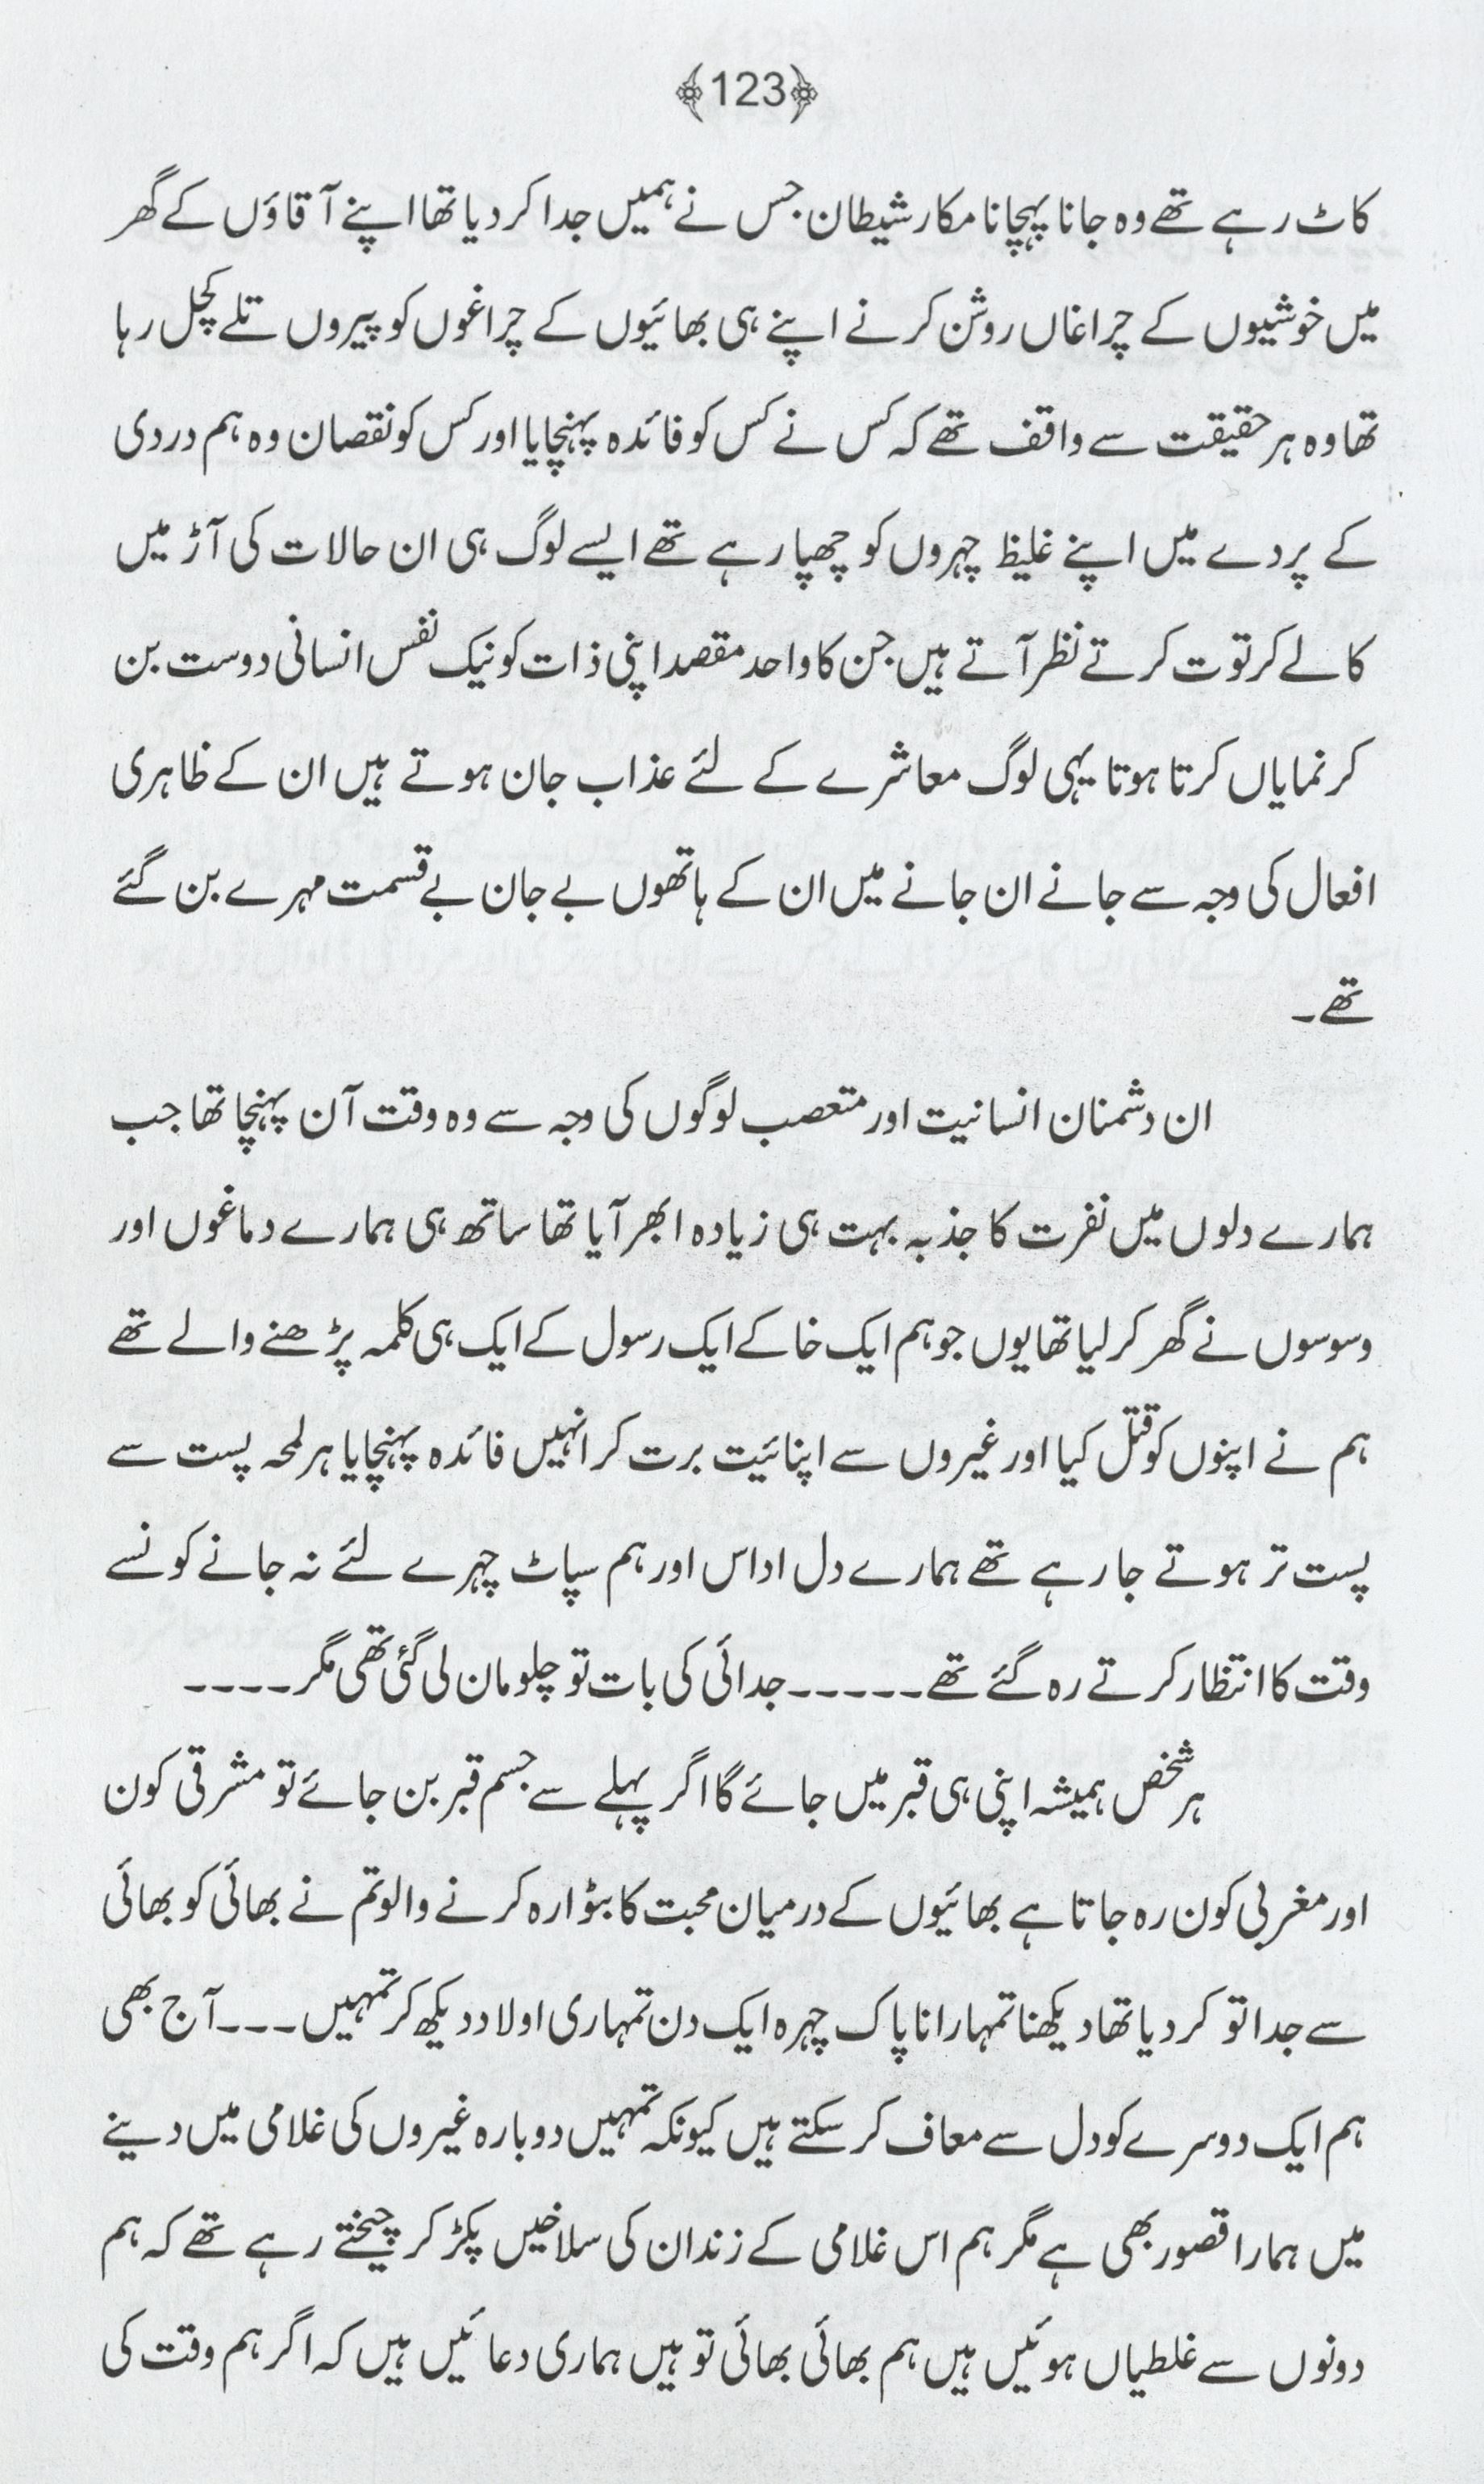 ﴿123﴾
کاٹ رہے تھے وہ جانا پہچانا مکار شیطان جس نے ہمیں جدا کر دیا تھا اپنے آقاؤں کے گھر
میں خوشیوں کے چراغاں روشن کرنے اپنے ہی بھائیوں کے چراغوں کو پیروں تلے کچل رہا
تھا وہ ہر حقیقت سے واقف تھے کہ کس نے کس کو فائدہ پہنچایا اور کس کو نقصان وہ ہم دردی
کے پردے میں اپنے غلیظ چہروں کو چھپا رہے تھے ایسے لوگ ہی ان حالات کی آڑ میں
کالے کرتوت کرتے نظر آتے ہیں جن کا واحد مقصد اپنی ذات کو نیک نفس انسانی دوست بن
کر نمایاں کرتا ہوتا یہی لوگ معاشرے کے لئے عذاب جان ہوتے ہیں ان کے ظاہری
افعال کی وجہ سے جانے ان جانے میں ان کے ہاتھوں بے جان بے قسمت مہرے بن گئے
تھے۔
ان دشمنان انسانیت اور متعصب لوگوں کی وجہ سے وہ وقت آن پہنچا تھا جب
ہمارے دلوں میں نفرت کا جذبہ بہت ہی زیادہ ابھر آیا تھا ساتھ ہی ہمارے دماغوں اور
وسوسوں نے گھر کر لیا تھا یوں جو ہم ایک خا کے ایک رسول کے ایک ہی کلمہ پڑھنے والے تھے
ہم نے اپنوں کو قتل کیا اور غیروں سے اپنائیت برت کر انہیں فائدہ پہنچایا ہر لمحہ پست سے
پست تر ہوتے جا رہے تھے ہمارے دل اداس اور ہم سپاٹ چہرے لئے نہ جانے کونسے
وقت کا انتظار کرتے رہ گئے تھے۔۔۔۔۔۔جدائی کی بات تو چلو مان لی گئی تھی مگر۔۔۔۔
ہر شخص ہمیشہ اپنی ہی قبر میں جائے گا اگر پہلے سے جسم قبر بن جائے تو مشرقی کون
اور مغربی کون رہ جاتا ہے بھائیوں کے درمیان محبت کا بٹوارہ کرنے والو تم نے بھائی کو بھائی
سے جدا تو کر دیا تھا دیکھنا تمہارا ناپاک چہرہ ایک دن تمہاری اولاد دیکھ کر تمہیں۔۔۔آج بھی
ہم ایک دوسرے کو دل سے معاف کر سکتے ہیں کیونکہ تمہیں دوبارہ غیروں کی غلامی میں دینے
میں ہمارا قصور بھی ہے مگر ہم اس غلامی کے زندان کی سلاخیں پکڑ کر چیختے رہے تھے کہ ہم
دونوں سے غلطیاں ہوئیں ہیں ہم بھائی بھائی تو ہیں ہماری دعائیں ہیں کہ اگر ہم وقت کی